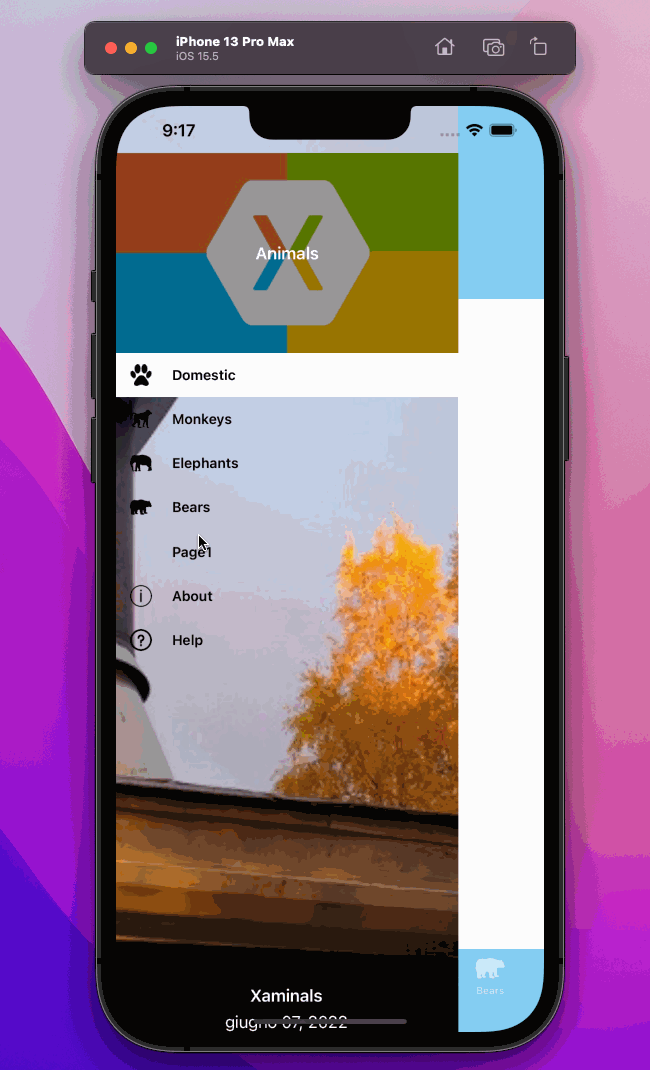 iPhone 13 Pro Max
iOS 15.5
9:17
Animals
Domestic
Monkeys
Elephants
Bears
Page1
About
Help
Bears
Xaminals
giugno 07, 2022